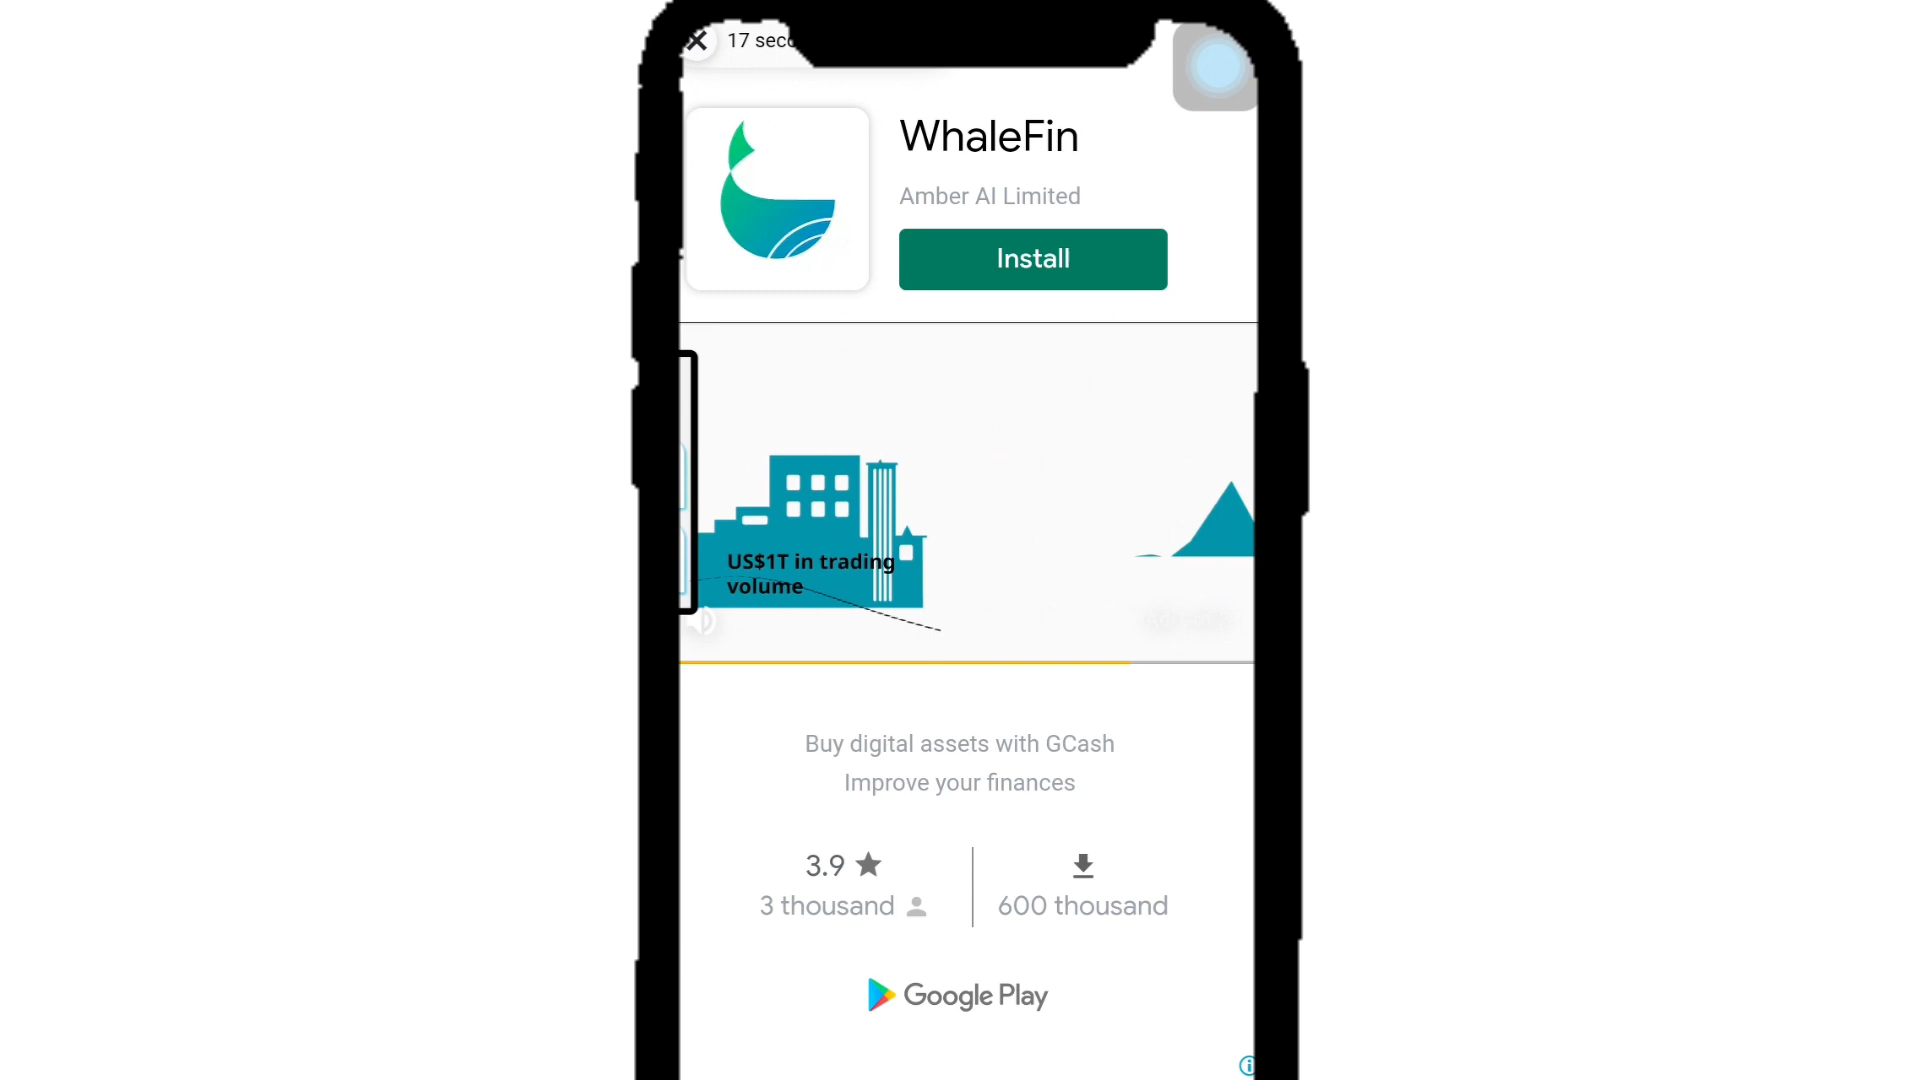 17 seco
WhaleFin
Amber AI Limited
Install
US$1T in trading
volume
Buy digital assets with GCash
Improve your finances
3.9
3 thousand
600 thousand
Google Play